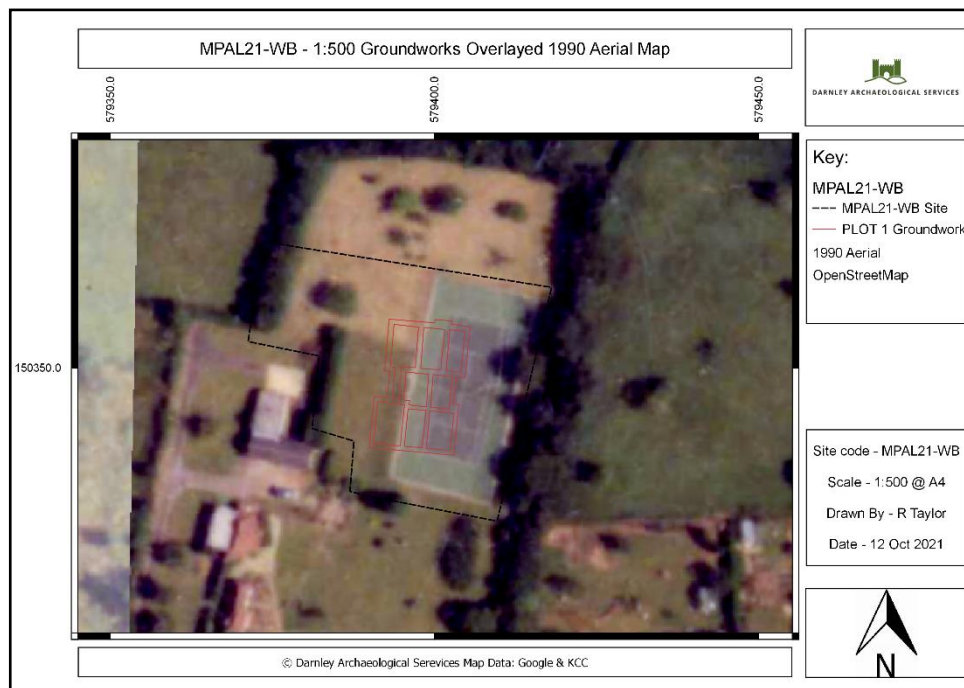 MPAL21-WB - 1:500 Groundworks Overlayed 1990 Aerial Map
DARNLEY ARCHAEOLOGICAL SERVICES
579350.0
579400.0
579450.0
150350.0
Key:
MPAL21-WB
MPAL21-WB Site
PLOT 1 Groundwork
1990 Aerial
OpenStreetMap
Site code - MPAL21-WB
Scale - 1:500 @ A4
Drawn By - R Taylor
Date - 12 Oct 2021
N
© Darnley Archaeological Serevices Map Data: Google & KCC